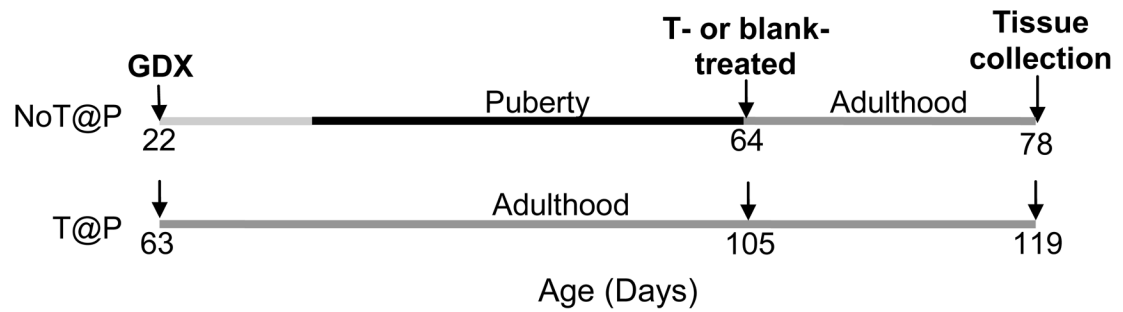 GDX
T- or blank-
treated
Tissue
collection
NoT@P
Puberty
Adulthood
22
64
78
T@P
Adulthood
63
105
119
Age (Days)